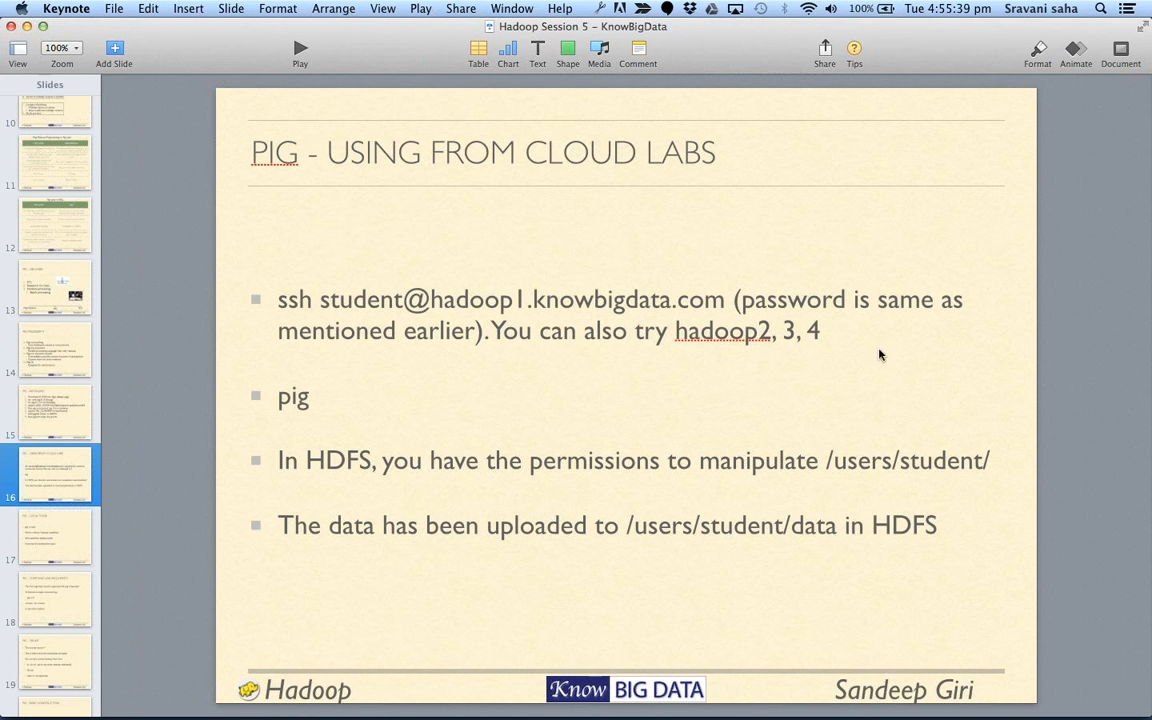 Keynote File Edit Insert Slide Format Arrange View Play Share Window Help 100% Tue 4:55:39 pm Sravani saha
Hadoop Session 5 – KnowBigData
100%
View Zoom Add Slide Play Table Chart Text Shape Media Comment Share Tips Format Animate Document
Slides
10
11
12
13
14
15
16
17
18
19
PIG - USING FROM CLOUD LABS
ssh student@hadoop1.knowbigdata.com (password is same as
mentioned earlier). You can also try hadoop2, 3, 4
pig
In HDFS, you have the permissions to manipulate /users/student/
The data has been uploaded to /users/student/data in HDFS
Hadoop Know BIG DATA Sandeep Giri